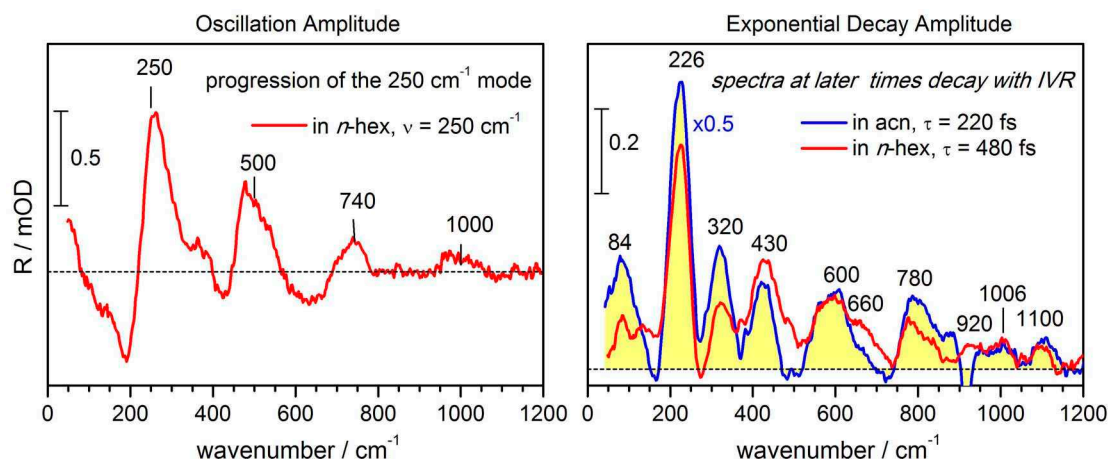 Oscillation Amplitude
250
progression of the 250 cm⁻¹ mode
in n-hex, ν = 250 cm⁻¹
0.5
500
740
1000
R / mOD
0 200 400 600 800 1000 1200
wavenumber / cm⁻¹
Exponential Decay Amplitude
226
spectra at later times decay with IVR
x0.5
in acn, τ = 220 fs
in n-hex, τ = 480 fs
0.2
84
320
430
600
660
780
920
1006
1100
0 200 400 600 800 1000 1200
wavenumber / cm⁻¹